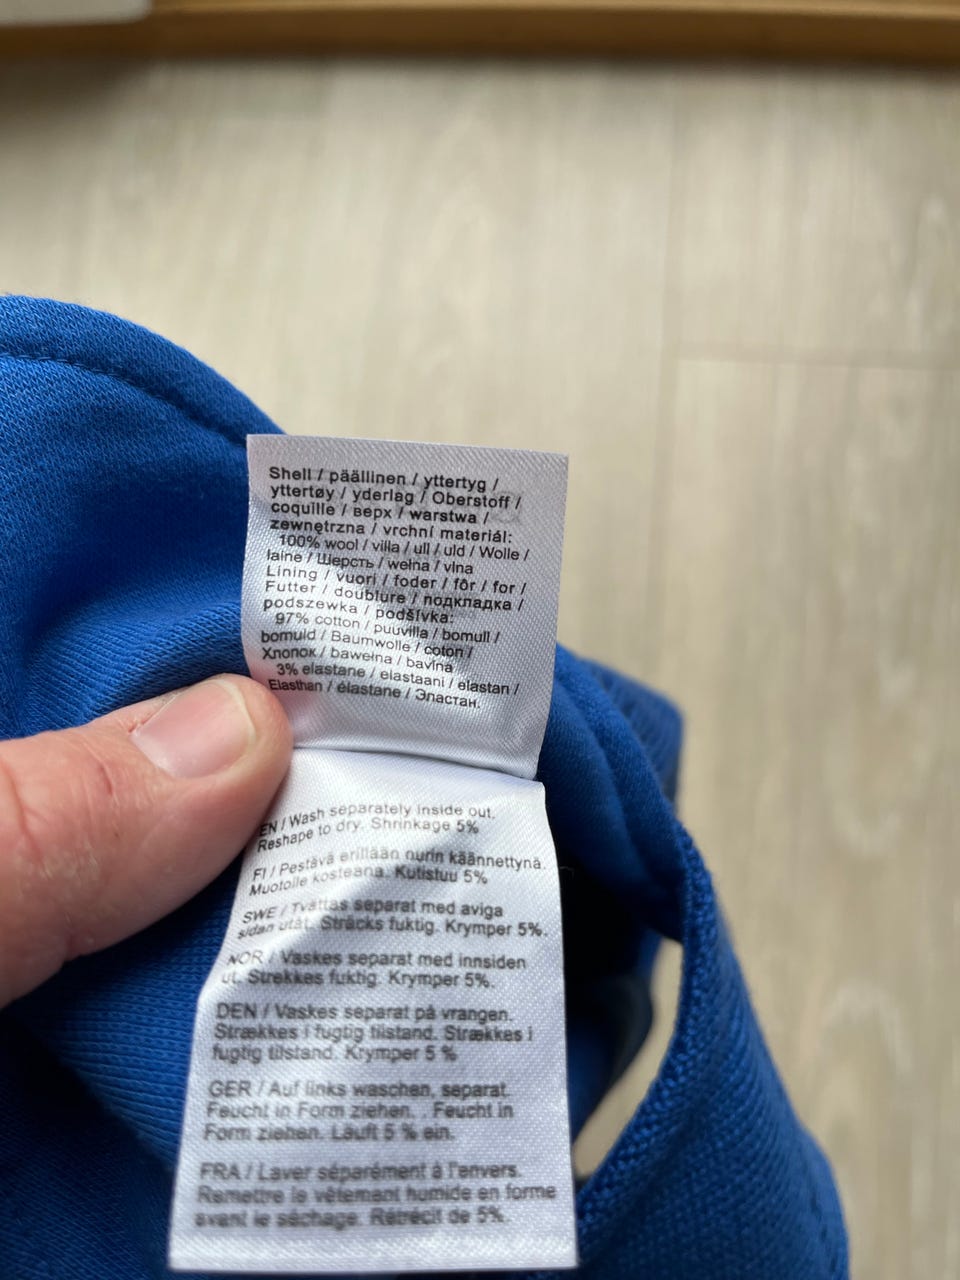 Shell / päällinen / yttertyg /
yttertøy / yderlag / Oberstoff /
coquille / верх / warstwa /
zewnętrzna / vrchní materiál:
100% wool / villa / ull / uld / Wolle /
laine / Шерсть / wełna / vlna
Lining / vuori / foder / fôr / for /
Futter / doublure / подкладка /
podszewka / podšívka:
97% cotton / puuvilla / bomull /
bomuld / Baumwolle / coton /
Хлопок / bawełna / bavlna
3% elastane / elastaani / elastan /
Elasthan / élastane / Эластан.
EN / Wash separately inside out.
Reshape to dry. Shrinkage 5%
FI / Pestävä erillään nurin käännettynä.
Muotoile kosteana. Kutistuu 5%
SWE / Tvättas separat med aviga
sidan utåt. Sträcks fuktig. Krymper 5%.
NOR / Vaskes separat med innsiden
ut. Strekkes fuktig. Krymper 5%.
DEN / Vaskes separat på vrangen.
Strækkes i fugtig tilstand. Strækkes i
fugtig tilstand. Krymper 5 %
GER / Auf links waschen, separat.
Feucht in Form ziehen. . Feucht in
Form ziehen. Läuft 5 % ein.
FRA / Laver séparément à l'envers.
Remettre le vêtement humide en forme
avant le séchage. Rétrécit de 5%.